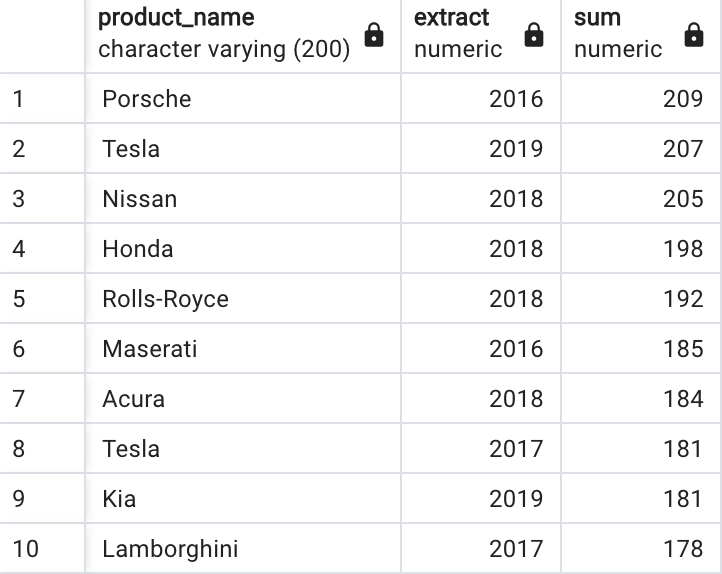 product_name extract sum
character varying (200) numeric numeric
1 Porsche 2016 209
2 Tesla 2019 207
3 Nissan 2018 205
4 Honda 2018 198
5 Rolls-Royce 2018 192
6 Maserati 2016 185
7 Acura 2018 184
8 Tesla 2017 181
9 Kia 2019 181
10 Lamborghini 2017 178